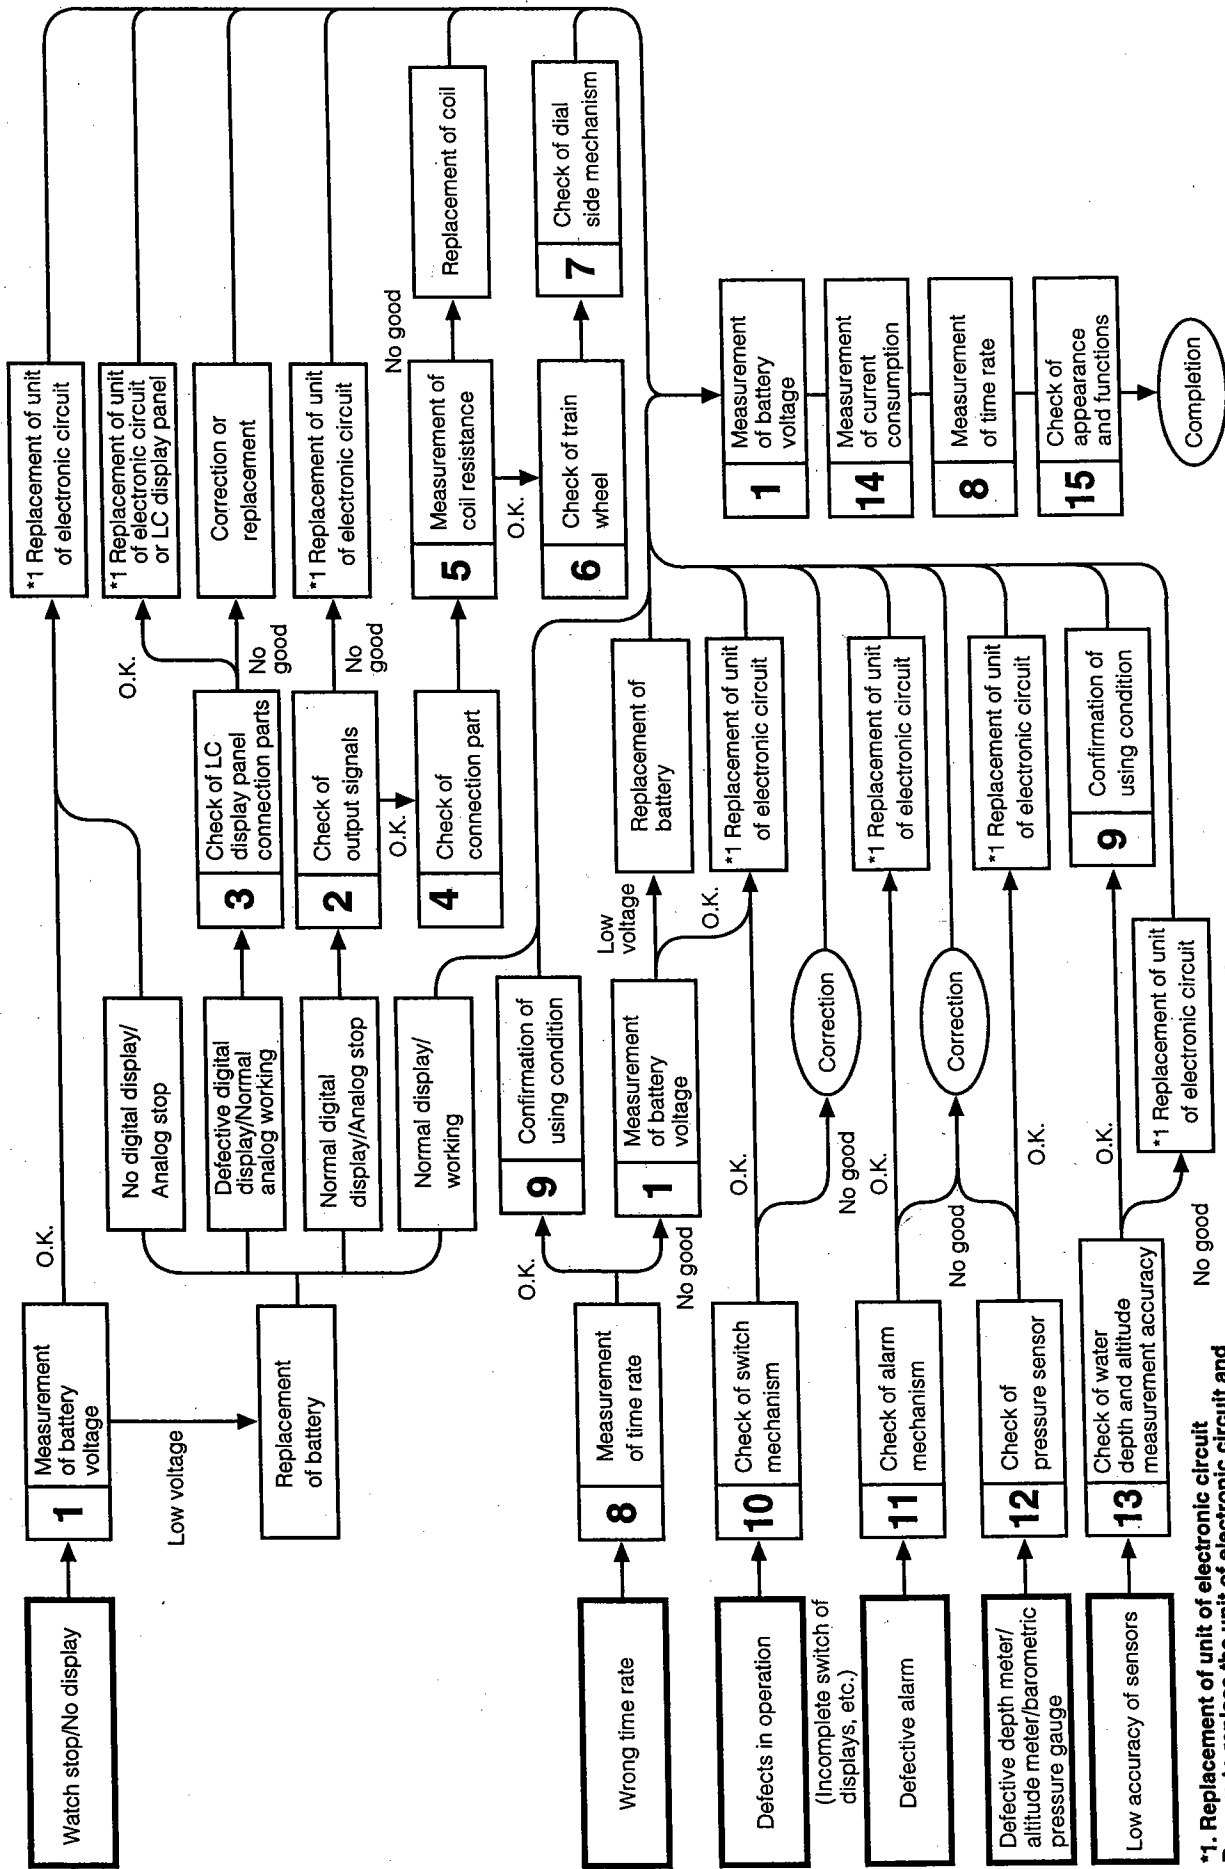 Watch stop/No display
1
Measurement
of battery
voltage
O.K.
*1 Replacement of unit
of electronic circuit
Low voltage
Replacement
of battery
No digital display/
Analog stop
Defective digital
display/Normal
analog working
3
Check of LC
display panel
connection parts
O.K.
*1 Replacement of unit
of electronic circuit
or LC display panel
No
good
Correction or
replacement
Normal digital
display/Analog stop
2
Check of
output signals
No
good
*1 Replacement of unit
of electronic circuit
O.K.
4
Check of
connection part
5
Measurement of
coil resistance
No good
Replacement of coil
O.K.
6
Check of train
wheel
7
Check of dial
side mechanism
Normal display/
working
Wrong time rate
8
Measurement
of time rate
O.K.
9
Confirmation of
using condition
No good
1
Measurement
of battery
voltage
Low
voltage
Replacement of
battery
O.K.
*1 Replacement of unit
of electronic circuit
Defects in operation
(Incomplete switch of
displays, etc.)
10
Check of switch
mechanism
O.K.
No good
Correction
Defective alarm
11
Check of alarm
mechanism
O.K.
*1 Replacement of unit
of electronic circuit
No good
Correction
Defective depth meter/
altitude meter/barometric
pressure gauge
12
Check of
pressure sensor
O.K.
*1 Replacement of unit
of electronic circuit
Low accuracy of sensors
13
Check of water
depth and altitude
measurement accuracy
O.K.
9
Confirmation of
using condition
No good
*1 Replacement of unit
of electronic circuit
1
Measurement
of battery
voltage
14
Measurement
of current
consumption
8
Measurement
of time rate
15
Check of
appearance
and functions
Completion
*1. Replacement of unit of electronic circuit